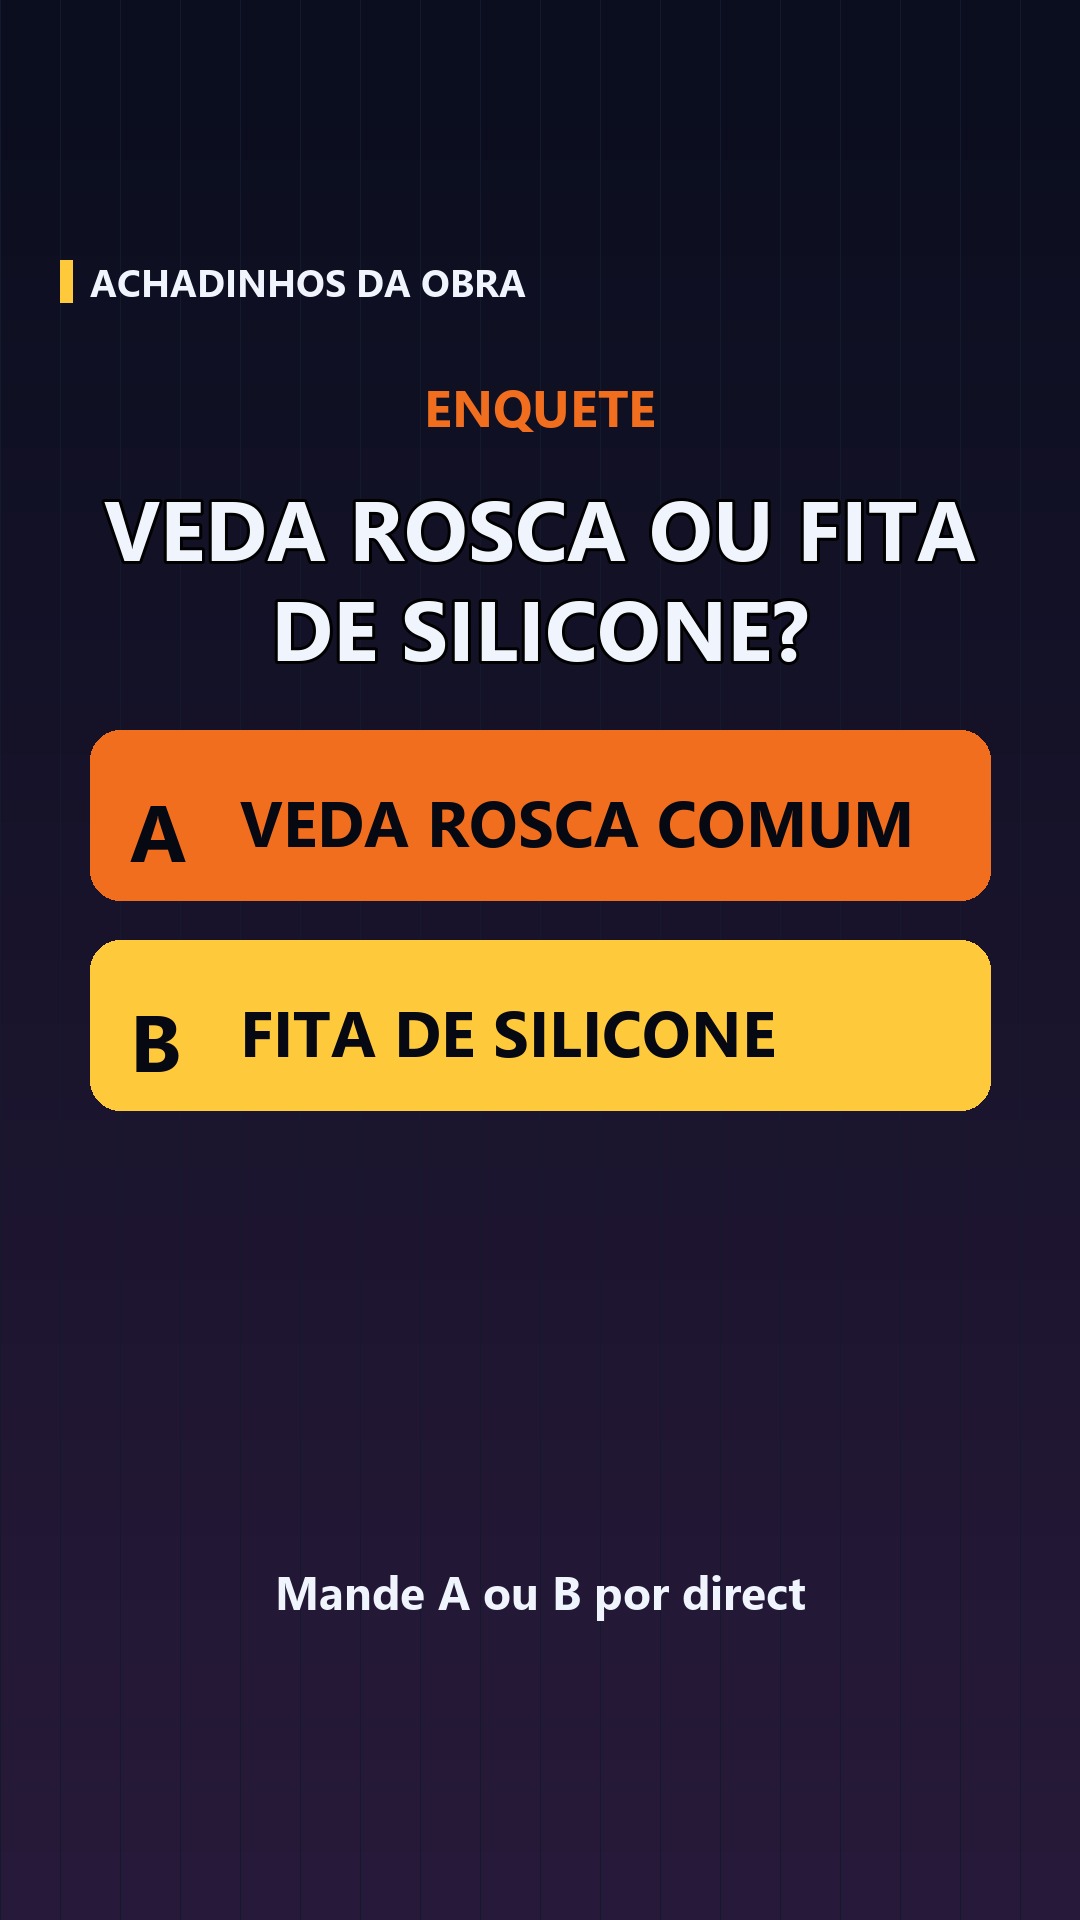 ACHADINHOS DA OBRA
ENQUETE
VEDA ROSCA OU FITA
DE SILICONE?
A VEDA ROSCA COMUM
B FITA DE SILICONE
Mande A ou B por direct